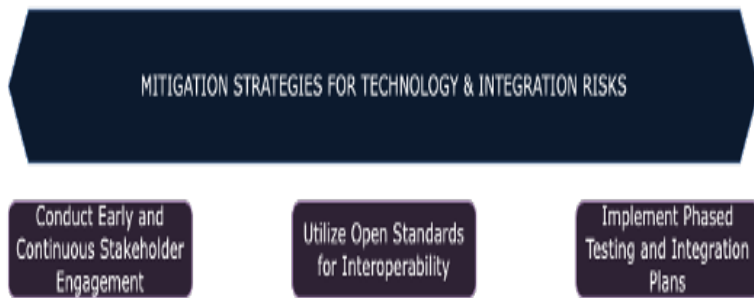 MITIGATION STRATEGIES FOR TECHNOLOGY & INTEGRATION RISKS
Conduct Early and
Continuous Stakeholder
Engagement
Utilize Open Standards
for Interoperability
Implement Phased
Testing and Integration
Plans